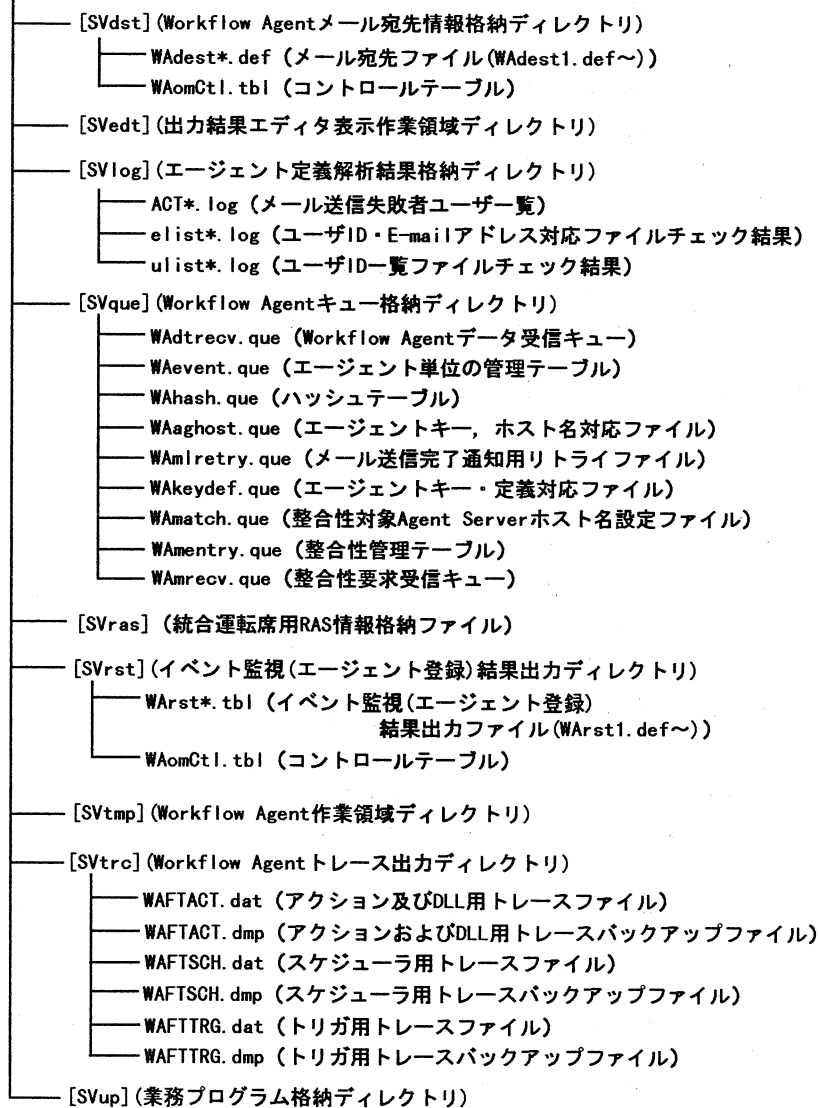 [SVdst](Workflow Agentメール宛先情報格納ディレクトリ)
WAdest*.def (メール宛先ファイル(WAdest1.def～))
WAomCtl.tbl (コントロールテーブル)
[SVedt](出力結果エディタ表示作業領域ディレクトリ)
[SVlog](エージェント定義解析結果格納ディレクトリ)
ACT*.log (メール送信失敗者ユーザ一覧)
elist*.log (ユーザID・E-mailアドレス対応ファイルチェック結果)
ulist*.log (ユーザID一覧ファイルチェック結果)
[SVque](Workflow Agentキュー格納ディレクトリ)
WAdtrecv.que (Workflow Agentデータ受信キュー)
WAevent.que (エージェント単位の管理テーブル)
WAhash.que (ハッシュテーブル)
WAaghost.que (エージェントキー，ホスト名対応ファイル)
WAmlretry.que (メール送信完了通知用リトライファイル)
WAkeydef.que (エージェントキー・定義対応ファイル)
WAmatch.que (整合性対象Agent Serverホスト名設定ファイル)
WAmentry.que (整合性管理テーブル)
WAmrecv.que (整合性要求受信キュー)
[SVras] (統合運転席用RAS情報格納ファイル)
[SVrst](イベント監視(エージェント登録)結果出力ディレクトリ)
WArst*.tbl (イベント監視(エージェント登録)
結果出力ファイル(WArst1.def～))
WAomCtl.tbl (コントロールテーブル)
[SVtmp](Workflow Agent作業領域ディレクトリ)
[SVtrc](Workflow Agentトレース出力ディレクトリ)
WAFTACT.dat (アクション及びDLL用トレースファイル)
WAFTACT.dmp (アクションおよびDLL用トレースバックアップファイル)
WAFTSCH.dat (スケジューラ用トレースファイル)
WAFTSCH.dmp (スケジューラ用トレースバックアップファイル)
WAFTTRG.dat (トリガ用トレースファイル)
WAFTTRG.dmp (トリガ用トレースバックアップファイル)
[SVup](業務プログラム格納ディレクトリ)